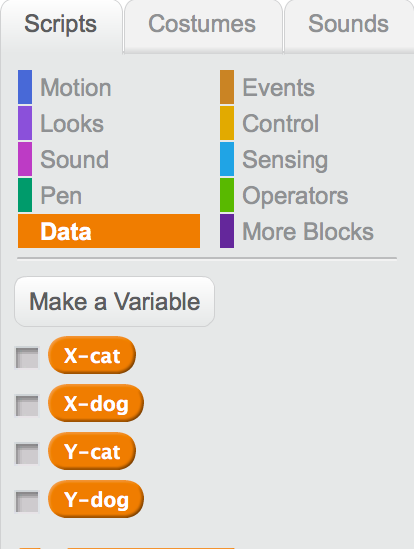 Scripts Costumes Sounds
Motion Events
Looks Control
Sound Sensing
Pen Operators
Data More Blocks
Make a Variable
X-cat
X-dog
Y-cat
Y-dog